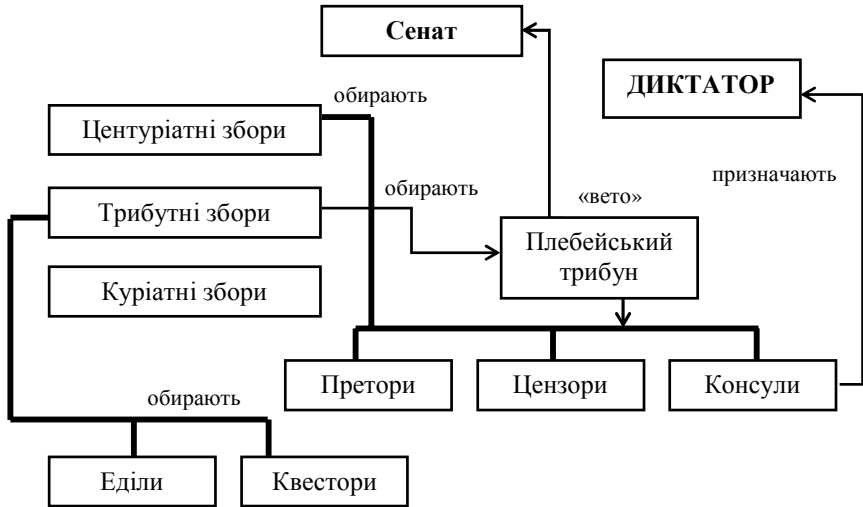 Сенат
ДИКТАТОР
обирають
Центуріатні збори
призначають
обирають
«вето»
Трибутні збори
Плебейський
трибун
Куріатні збори
Претори
Цензори
Консули
обирають
Еділи
Квестори